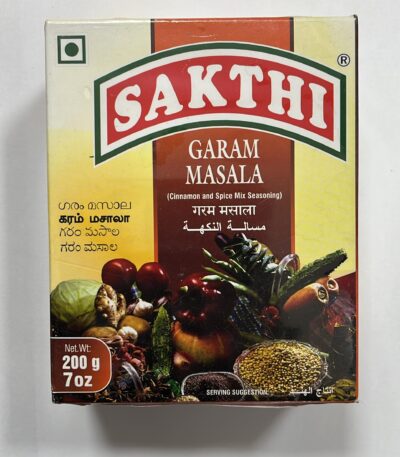 SAKTHI®
GARAM
MASALA
(Cinnamon and Spice Mix Seasoning)
गरम मसाला
مسالة النكهة
ഗരം മസാല
கரம் மசாலா
గరం మసాల
ಗರಂ ಮಸಾಲ
Net.Wt:
200 g
7oz
SERVING SUGGESTION